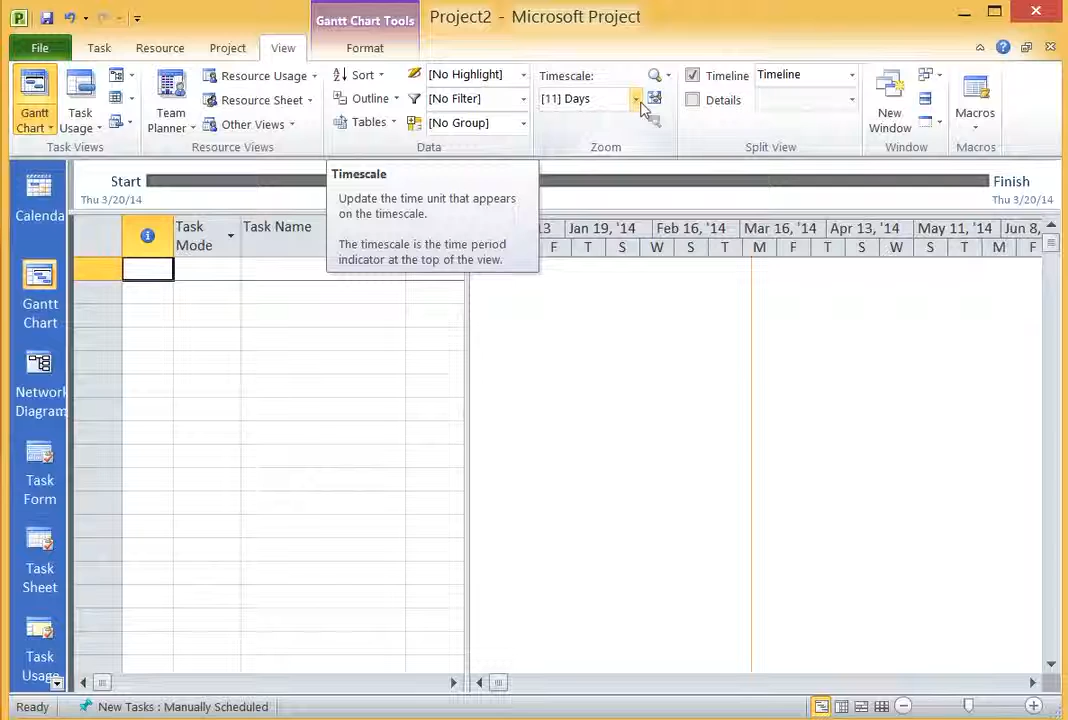 Gantt Chart Tools
Project2 - Microsoft Project
File
Task
Resource
Project
View
Format
Gantt
Chart
Task
Usage
Task Views
Team
Planner
Resource Usage
Resource Sheet
Other Views
Resource Views
Sort
Outline
Tables
[No Highlight]
[No Filter]
[No Group]
Data
Timescale:
[11] Days
Zoom
Timeline
Timeline
Details
Split View
New
Window
Window
Macros
Macros
Timescale
Update the time unit that appears
on the timescale.
The timescale is the time period
indicator at the top of the view.
Start
Thu 3/20/14
Finish
Thu 3/20/14
Task
Mode
Task Name
13
Jan 19, '14
Feb 16, '14
Mar 16, '14
Apr 13, '14
May 11, '14
Jun 8,
F T S W S T M F T S W S T M F
Calenda
Gantt
Chart
Network
Diagram
Task
Form
Task
Sheet
Task
Usage
Ready
New Tasks : Manually Scheduled